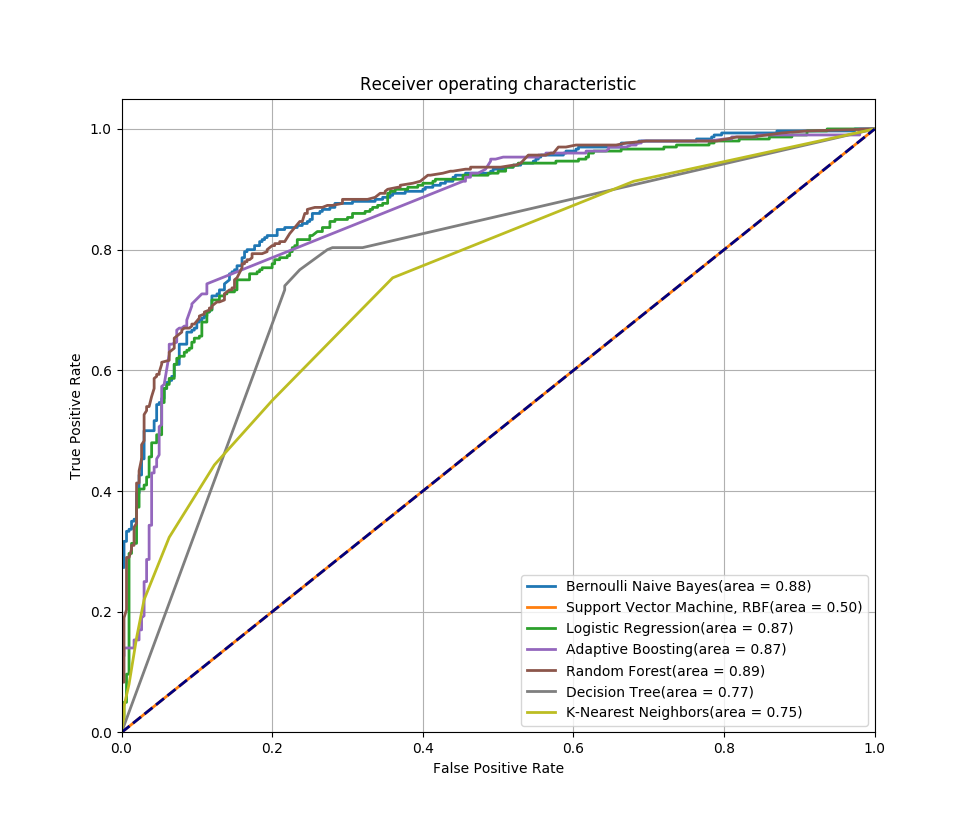 Receiver operating characteristic
1.0
0.8
0.6
0.4
0.2
0.0
True Positive Rate
Bernoulli Naive Bayes(area = 0.88)
Support Vector Machine, RBF(area = 0.50)
Logistic Regression(area = 0.87)
Adaptive Boosting(area = 0.87)
Random Forest(area = 0.89)
Decision Tree(area = 0.77)
K-Nearest Neighbors(area = 0.75)
0.0 0.2 0.4 0.6 0.8 1.0
False Positive Rate